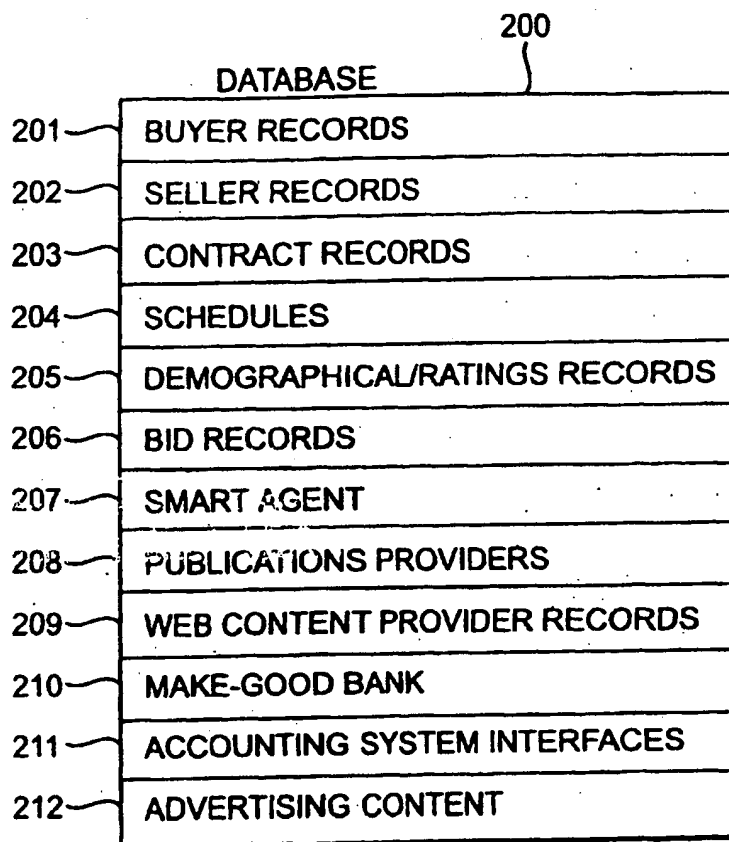 200
DATABASE
201 BUYER RECORDS
202 SELLER RECORDS
203 CONTRACT RECORDS
204 SCHEDULES
205 DEMOGRAPHICAL/RATINGS RECORDS
206 BID RECORDS
207 SMART AGENT
208 PUBLICATIONS PROVIDERS
209 WEB CONTENT PROVIDER RECORDS
210 MAKE-GOOD BANK
211 ACCOUNTING SYSTEM INTERFACES
212 ADVERTISING CONTENT